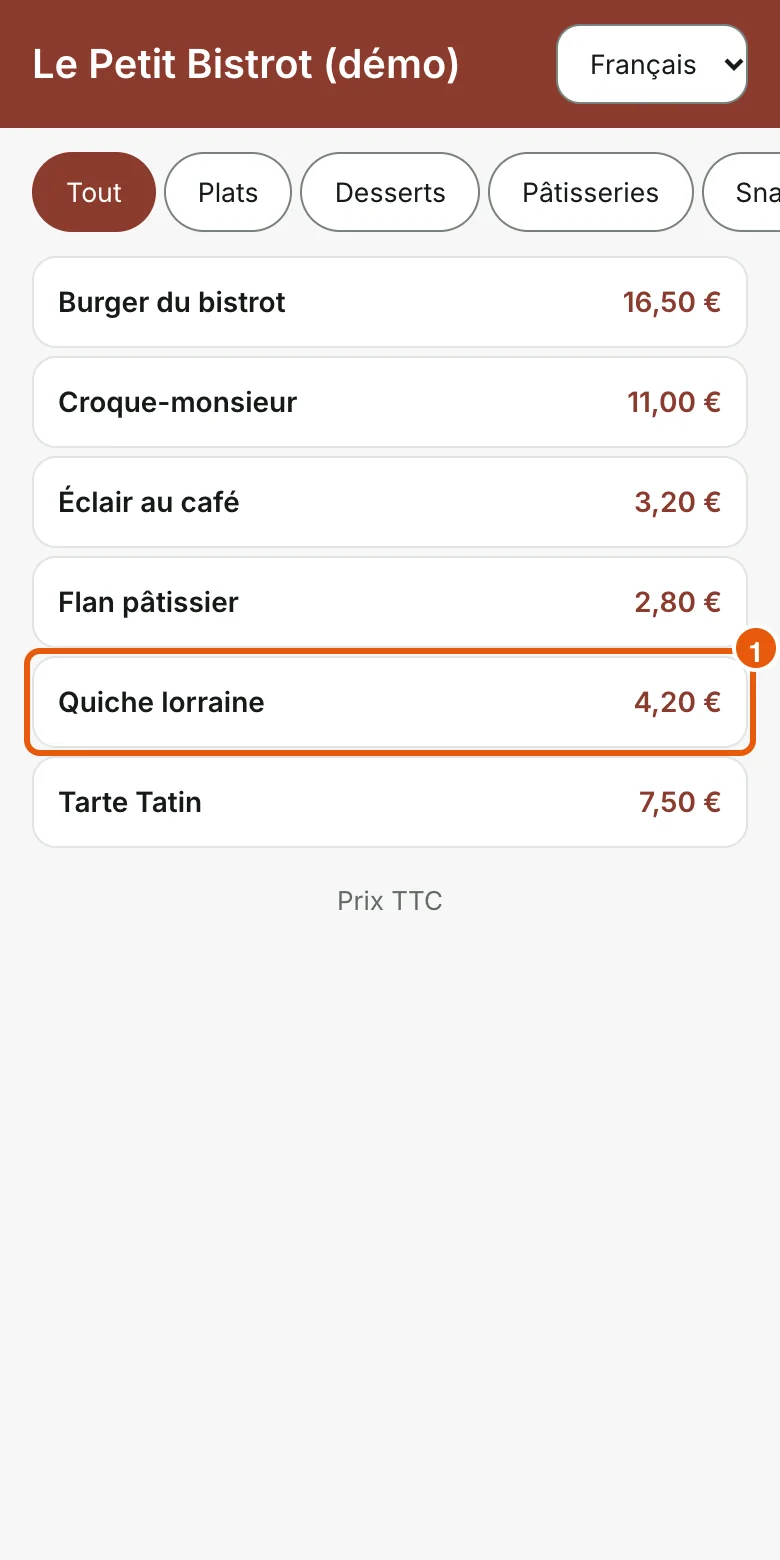 Le Petit Bistrot (démo)
Français
Tout
Plats
Desserts
Pâtisseries
Burger du bistrot 16,50 €
Croque-monsieur 11,00 €
Éclair au café 3,20 €
Flan pâtissier 2,80 €
1
Quiche lorraine 4,20 €
Tarte Tatin 7,50 €
Prix TTC